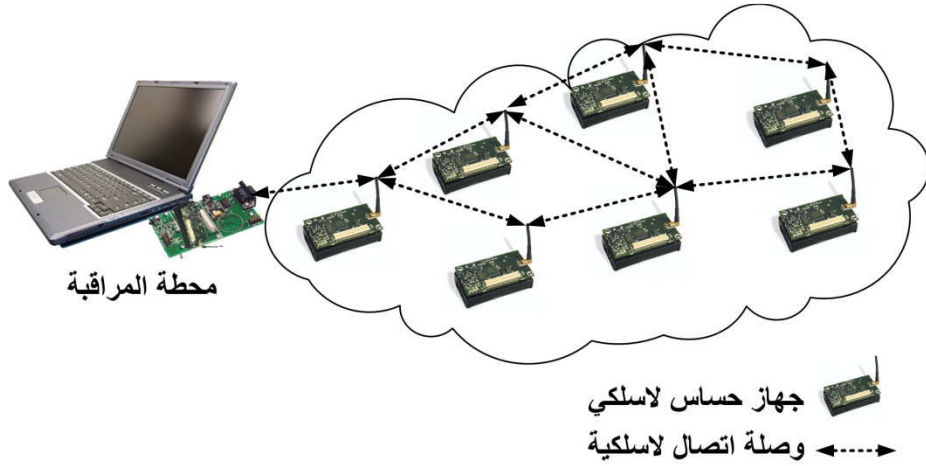 محطة المراقبة
جهاز حساس لاسلكي
وصلة اتصال لاسلكية